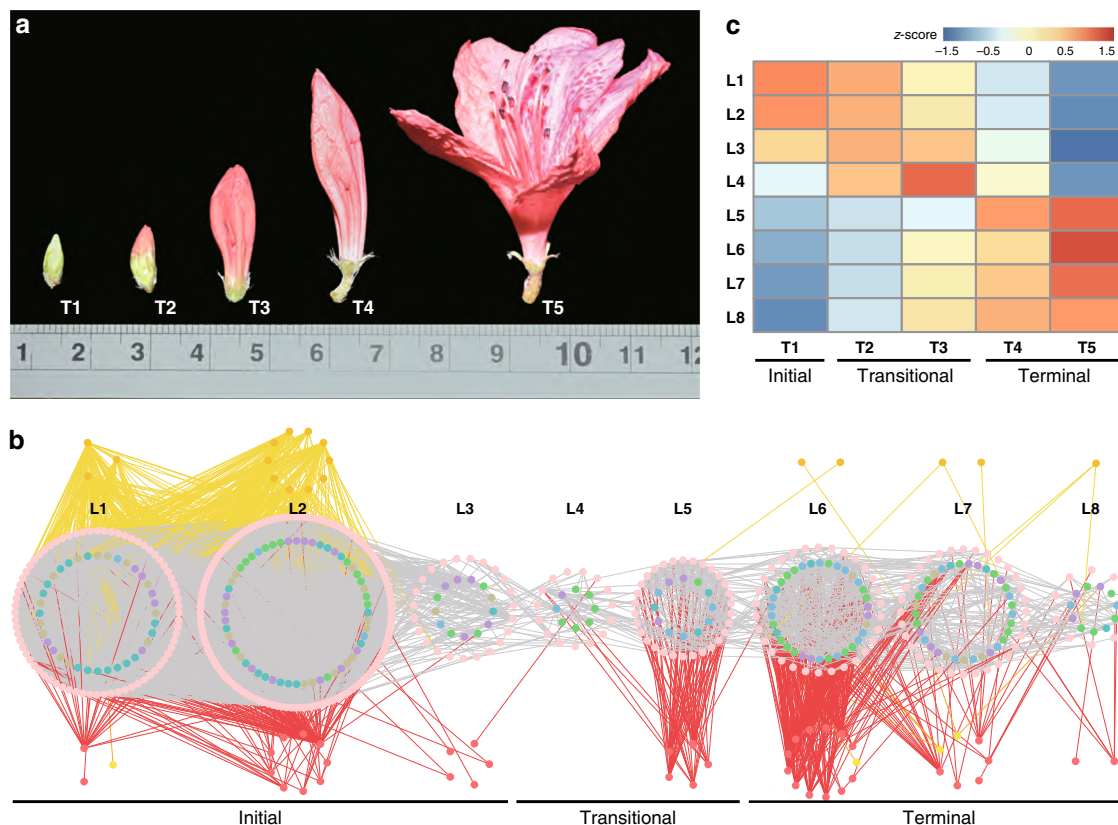 a
T1 T2 T3 T4 T5
1 2 3 4 5 6 7 8 9 10 11 12
c
z-score
–1.5 –0.5 0 0.5 1.5
L1
L2
L3
L4
L5
L6
L7
L8
T1 T2 T3 T4 T5
Initial Transitional Terminal
b
L1 L2 L3 L4 L5 L6 L7 L8
Initial Transitional Terminal